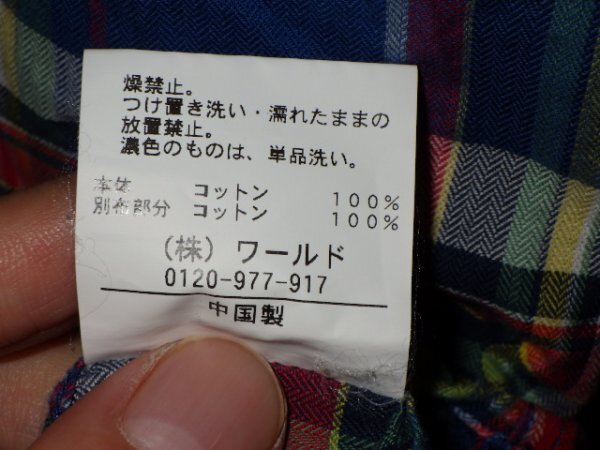 燥禁止。
つけ置き洗い・濡れたままの
放置禁止。
濃色のものは、単品洗い。
本体 コットン 100%
別布部分 コットン 100%
(株) ワールド
0120-977-917
中国製